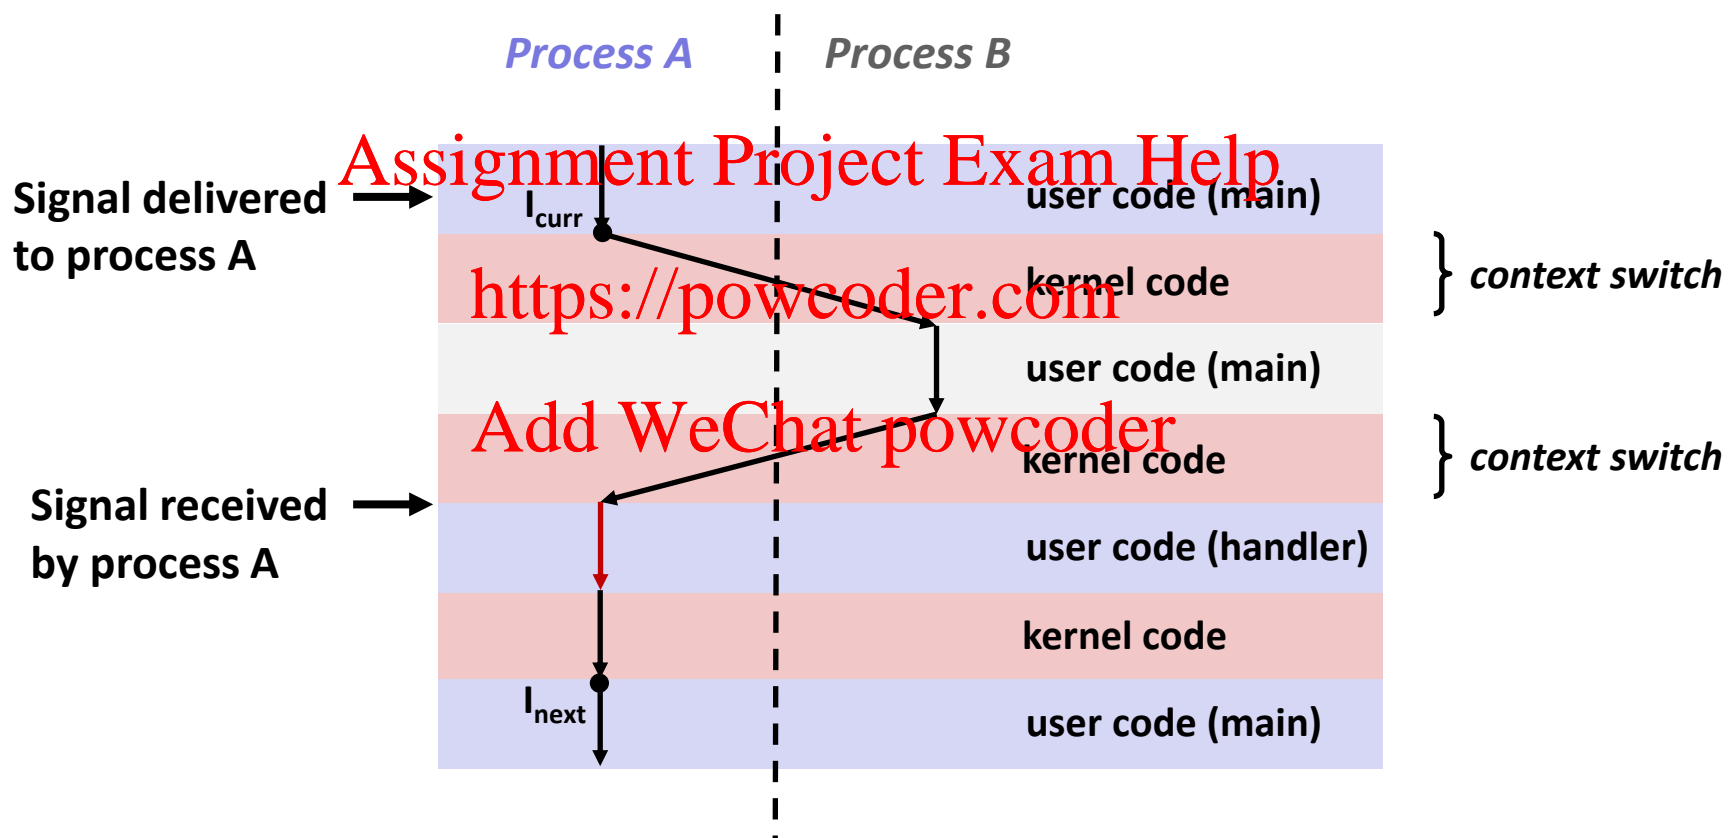 Process A
Process B
Assignment Project Exam Help
Signal delivered
to process A
Icurr
user code (main)
https://powcoder.com
kernel code
context switch
user code (main)
Add WeChat powcoder
kernel code
context switch
Signal received
by process A
user code (handler)
kernel code
Inext
user code (main)